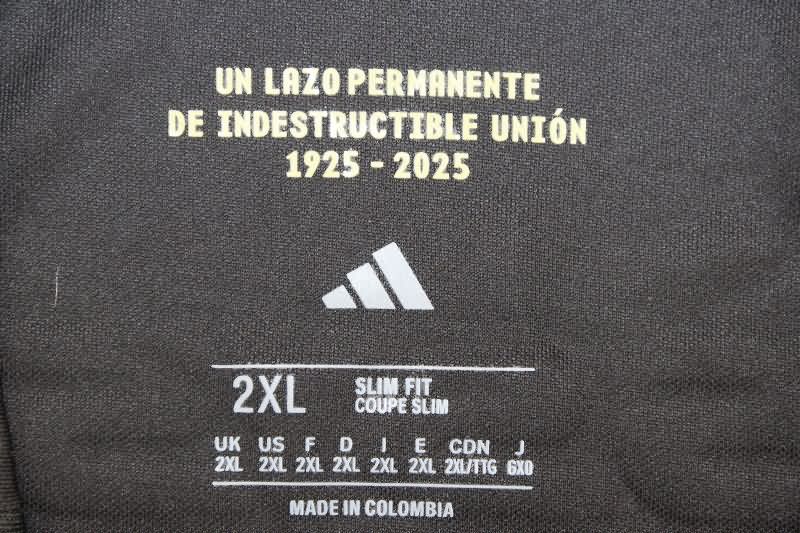 UN LAZO PERMANENTE
DE INDESTRUCTIBLE UNIÓN
1925 - 2025
2XL SLIM FIT
COUPE SLIM
UK US F D I E CDN J
2XL 2XL 2XL 2XL 2XL 2XL 2XL/TTG 6XO
MADE IN COLOMBIA